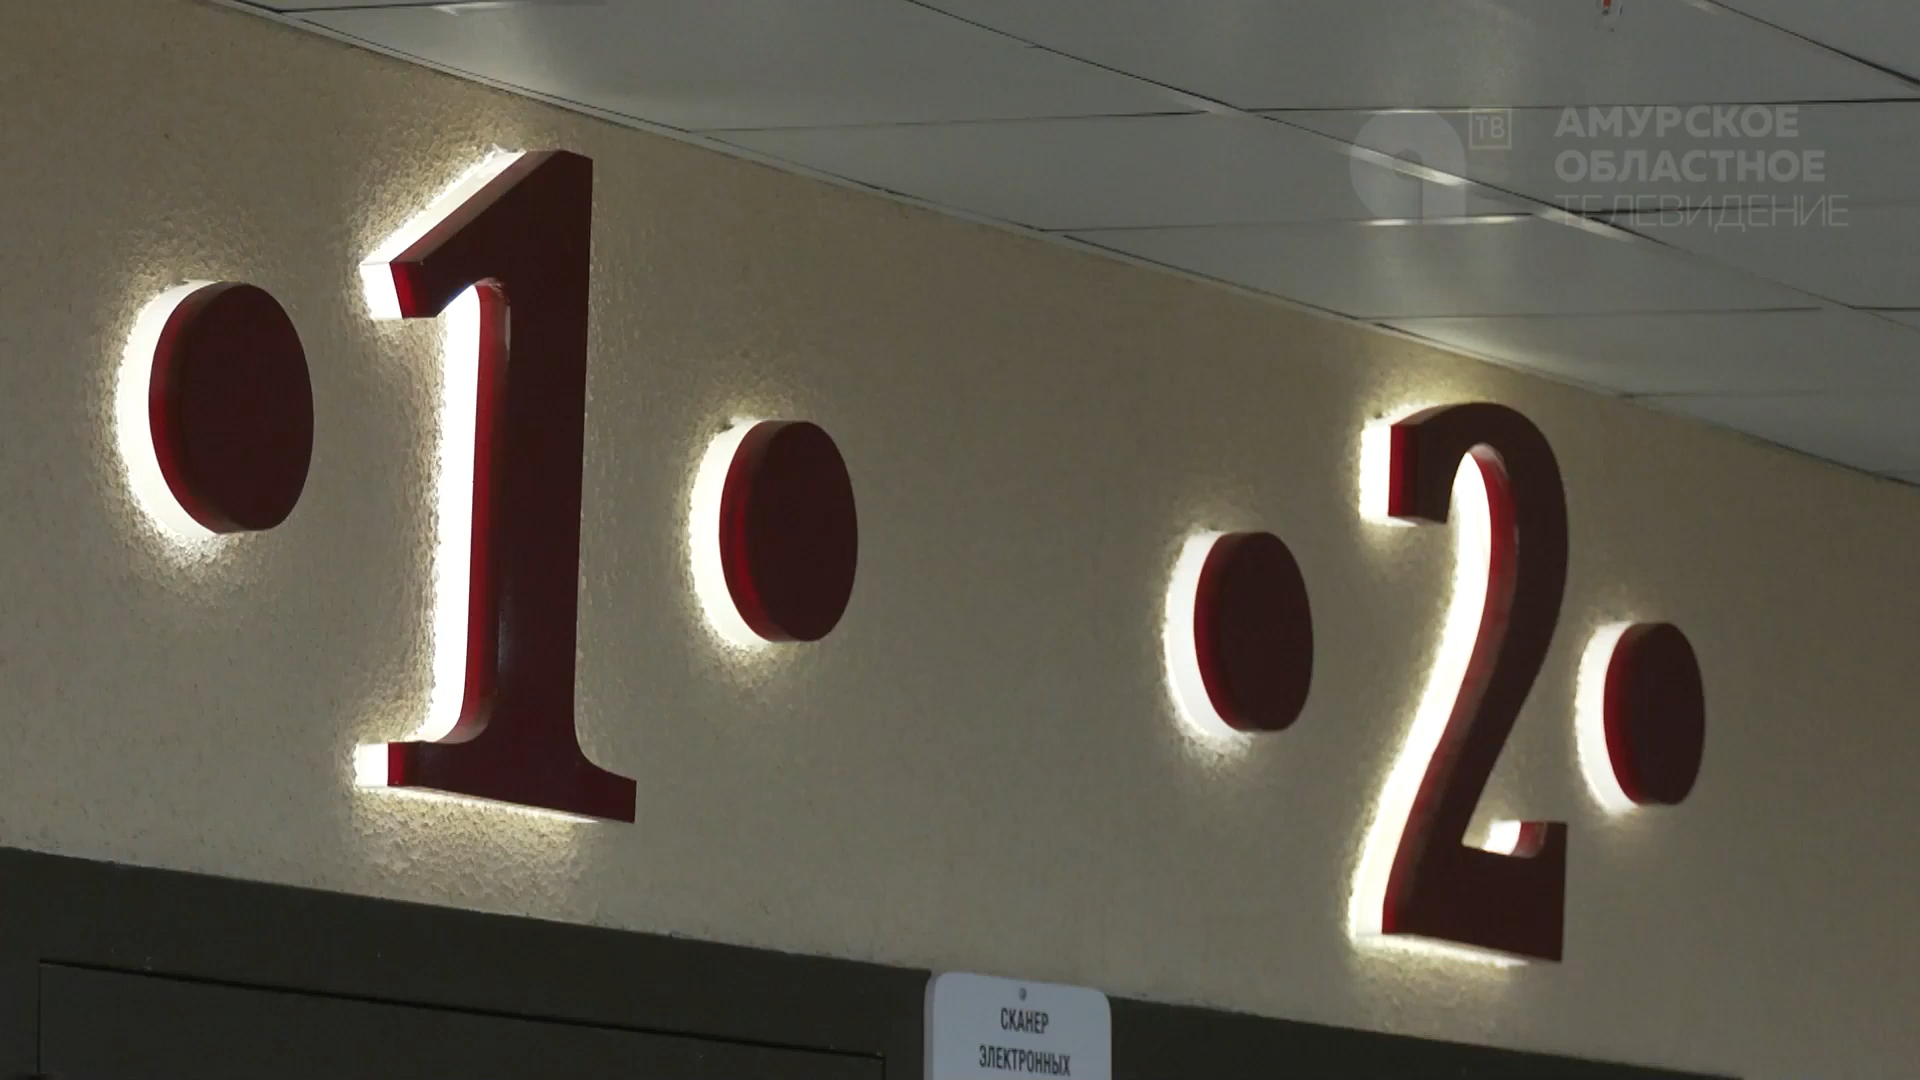 ТВ
АМУРСКОЕ
ОБЛАСТНОЕ
ТЕЛЕВИДЕНИЕ
• 1 • • 2 •
СКАНЕР
ЭЛЕКТРОННЫХ